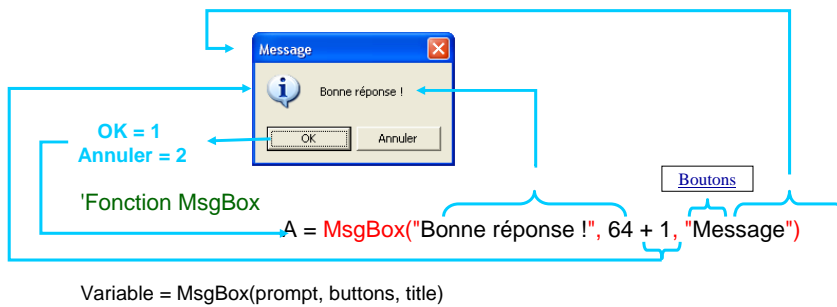 Message
Bonne réponse !
OK
Annuler
OK = 1
Annuler = 2
Boutons
'Fonction MsgBox
A = MsgBox("Bonne réponse !", 64 + 1, "Message")
Variable = MsgBox(prompt, buttons, title)